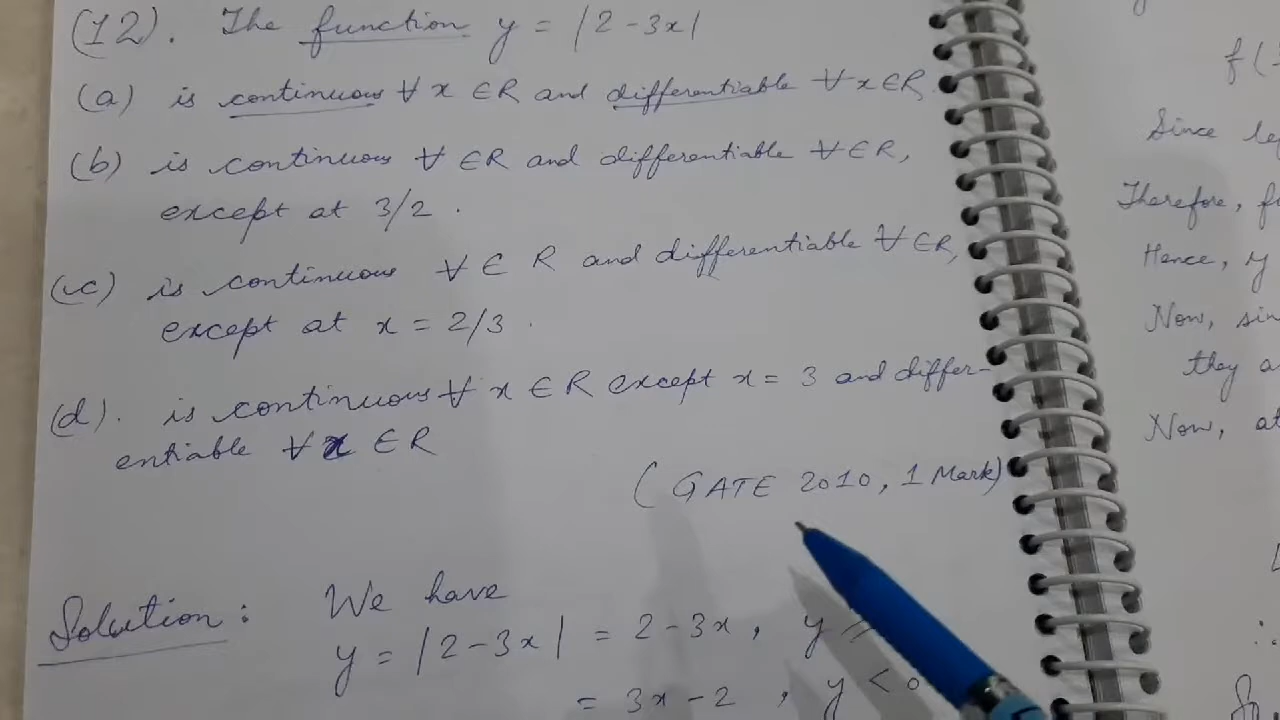 (12). The function y = |2-3x|
(a) is continuous ∀ x ∈R and differentiable ∀ x ∈R,
(b) is continuous ∀ ∈R and differentiable ∀ ∈R,
except at 3/2.
(c) is continuous ∀ ∈ R and differentiable ∀ ∈R,
except at x = 2/3.
(d). is continuous ∀ x ∈ R except x = 3 and differ-
entiable ∀ x ∈ R
(GATE 2010, 1 Mark)
Solution: We have
y = |2-3x| = 2-3x, y
= 3x-2, y < 0
f(
Since
Therefore,
Hence, y
Now,
they
Now, at